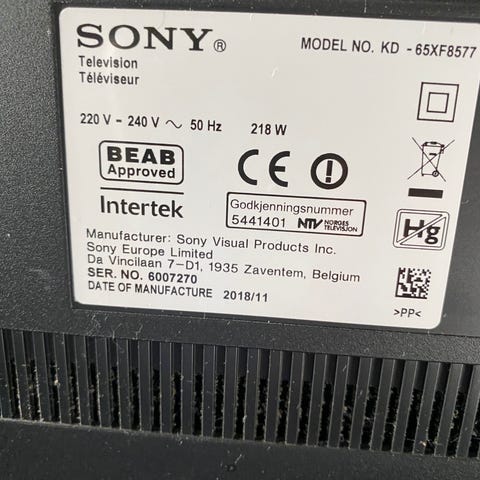 SONY®
MODEL NO. KD - 65XF8577
Television
Téléviseur
220 V - 240 V ~ 50 Hz 218 W
BEAB
Approved
CE
Intertek
Godkjenningsnummer
5441401 NTV NORGES
TELEVISJON
Hg
Manufacturer: Sony Visual Products Inc.
Sony Europe Limited
Da Vincilaan 7-D1, 1935 Zaventem, Belgium
SER. NO. 6007270
DATE OF MANUFACTURE 2018/11
>PP<